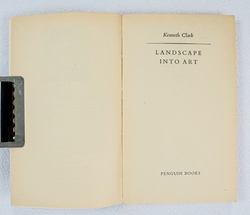 Kenneth Clark
LANDSCAPE
INTO ART
PENGUIN BOOKS